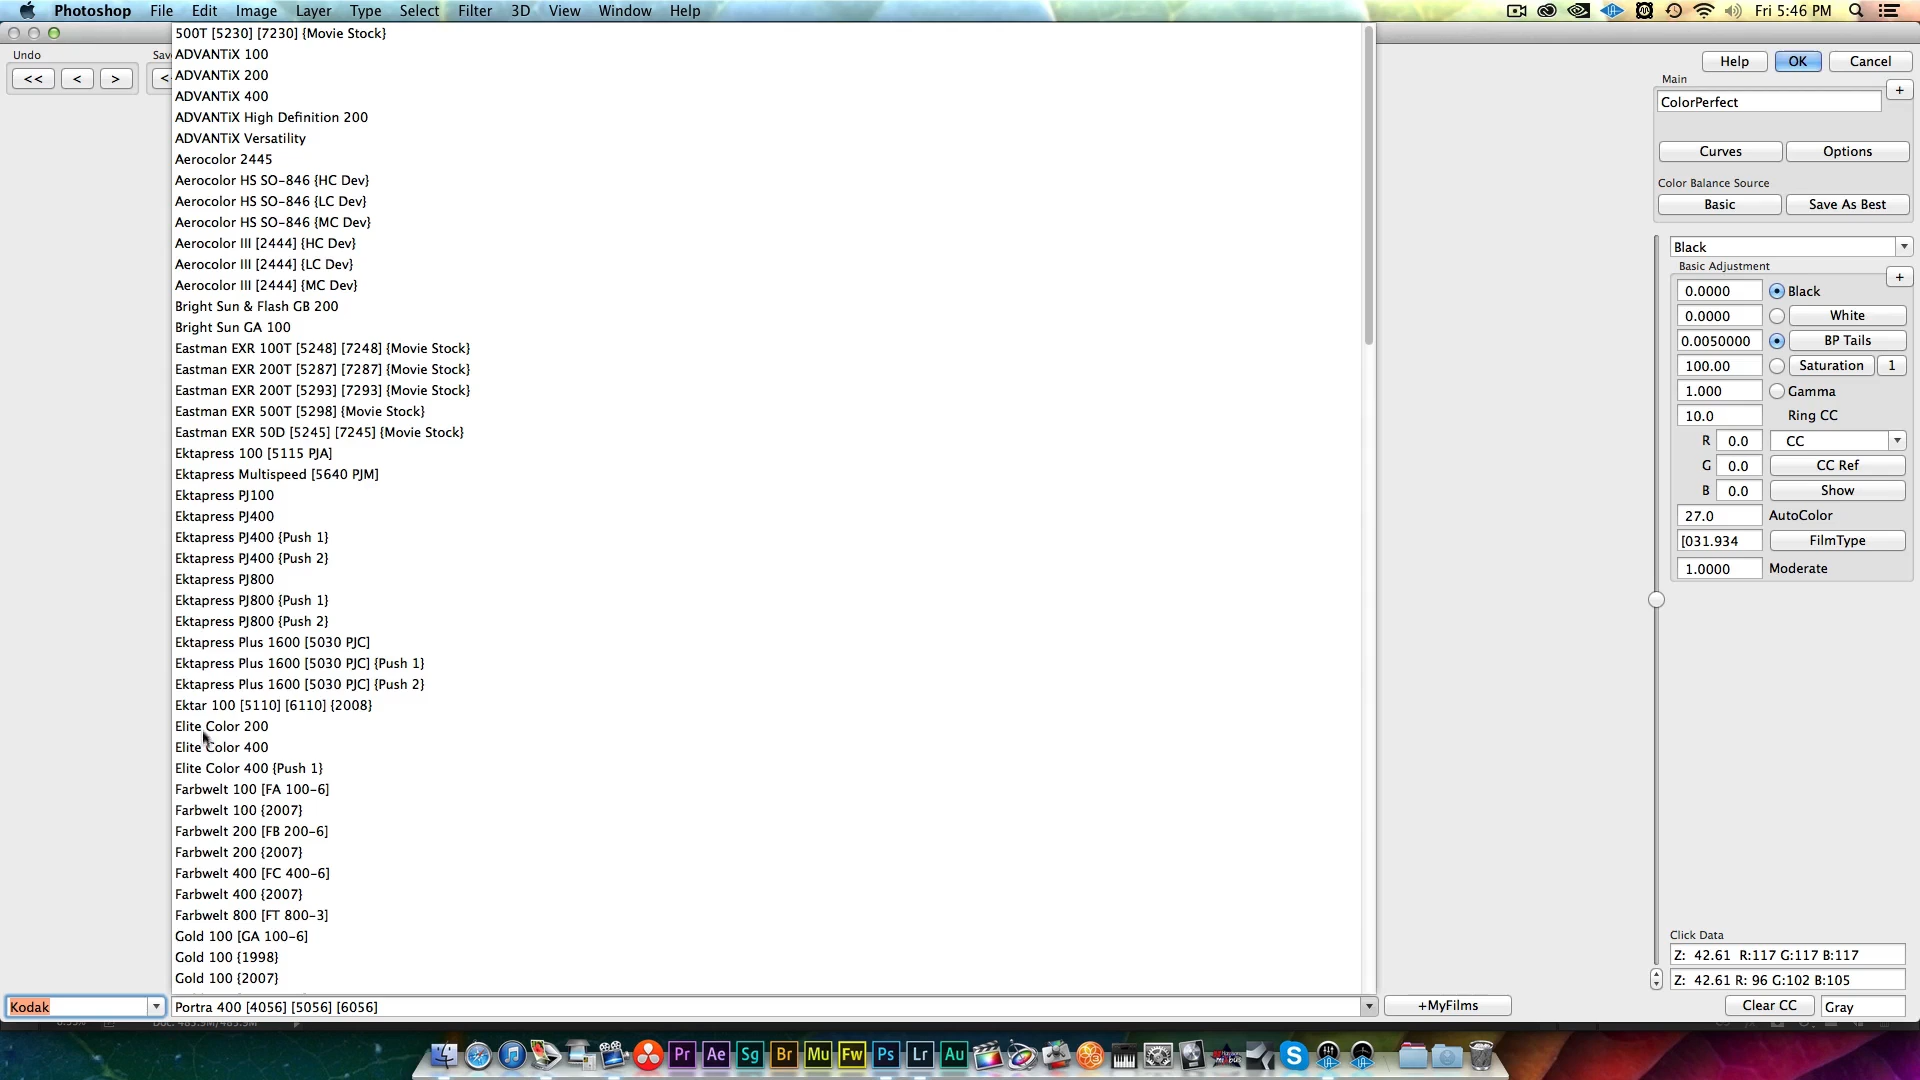 Photoshop File Edit Image Layer Type Select Filter 3D View Window Help Fri 5:46 PM
Undo
<< < >
Help OK Cancel
Main
+
ColorPerfect
Curves Options
Color Balance Source
Basic Save As Best
Black
Basic Adjustment
+
0.0000 Black
0.0000 White
0.0050000 BP Tails
100.00 Saturation 1
1.000 Gamma
10.0 Ring CC
R 0.0 CC
G 0.0 CC Ref
B 0.0 Show
27.0 AutoColor
[031.934 FilmType
1.0000 Moderate
500T [5230] [7230] {Movie Stock}
ADVANTiX 100
ADVANTiX 200
ADVANTiX 400
ADVANTiX High Definition 200
ADVANTiX Versatility
Aerocolor 2445
Aerocolor HS SO-846 {HC Dev}
Aerocolor HS SO-846 {LC Dev}
Aerocolor HS SO-846 {MC Dev}
Aerocolor III [2444] {HC Dev}
Aerocolor III [2444] {LC Dev}
Aerocolor III [2444] {MC Dev}
Bright Sun & Flash GB 200
Bright Sun GA 100
Eastman EXR 100T [5248] [7248] {Movie Stock}
Eastman EXR 200T [5287] [7287] {Movie Stock}
Eastman EXR 200T [5293] [7293] {Movie Stock}
Eastman EXR 500T [5298] {Movie Stock}
Eastman EXR 50D [5245] [7245] {Movie Stock}
Ektapress 100 [5115 PJA]
Ektapress Multispeed [5640 PJM]
Ektapress PJ100
Ektapress PJ400
Ektapress PJ400 {Push 1}
Ektapress PJ400 {Push 2}
Ektapress PJ800
Ektapress PJ800 {Push 1}
Ektapress PJ800 {Push 2}
Ektapress Plus 1600 [5030 PJC]
Ektapress Plus 1600 [5030 PJC] {Push 1}
Ektapress Plus 1600 [5030 PJC] {Push 2}
Ektar 100 [5110] [6110] {2008}
Elite Color 200
Elite Color 400
Elite Color 400 {Push 1}
Farbwelt 100 [FA 100-6]
Farbwelt 100 {2007}
Farbwelt 200 [FB 200-6]
Farbwelt 200 {2007}
Farbwelt 400 [FC 400-6]
Farbwelt 400 {2007}
Farbwelt 800 [FT 800-3]
Gold 100 [GA 100-6]
Gold 100 {1998}
Gold 100 {2007}
Click Data
Z: 42.61 R:117 G:117 B:117
Z: 42.61 R: 96 G:102 B:105
Kodak Portra 400 [4056] [5056] [6056] +MyFilms Clear CC Gray
Pr Ae Sg Br Mu Fw Ps Lr Au